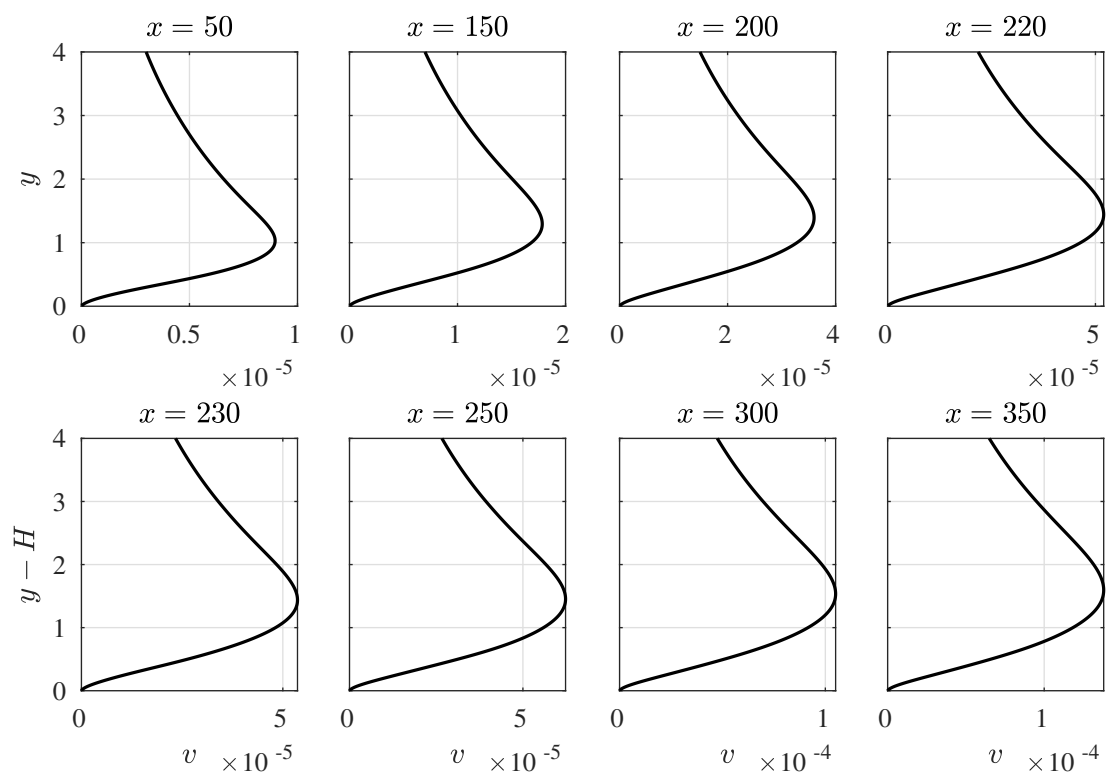 x = 50
x = 150
x = 200
x = 220
4
3
2
1
0
y
0 0.5 1
×10 -5
0 1 2
×10 -5
0 2 4
×10 -5
0 5
×10 -5
x = 230
x = 250
x = 300
x = 350
4
3
2
1
0
y − H
0 5
v ×10 -5
0 5
v ×10 -5
0 1
v ×10 -4
0 1
v ×10 -4